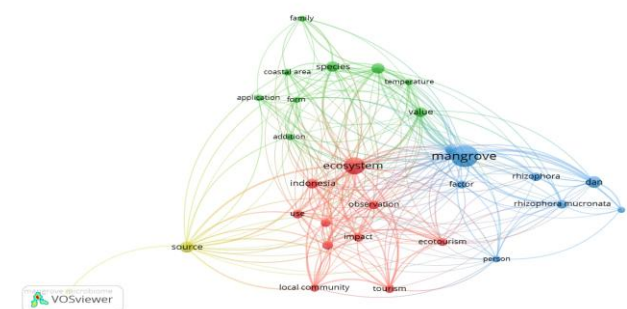 family
species
coastal area
temperature
application
form
value
addition
mangrove
ecosystem
indonesia
factor
rhizophora
dan
use
observation
rhizophora mucronata
impact
ecotourism
source
person
local community
tourism
VOSviewer